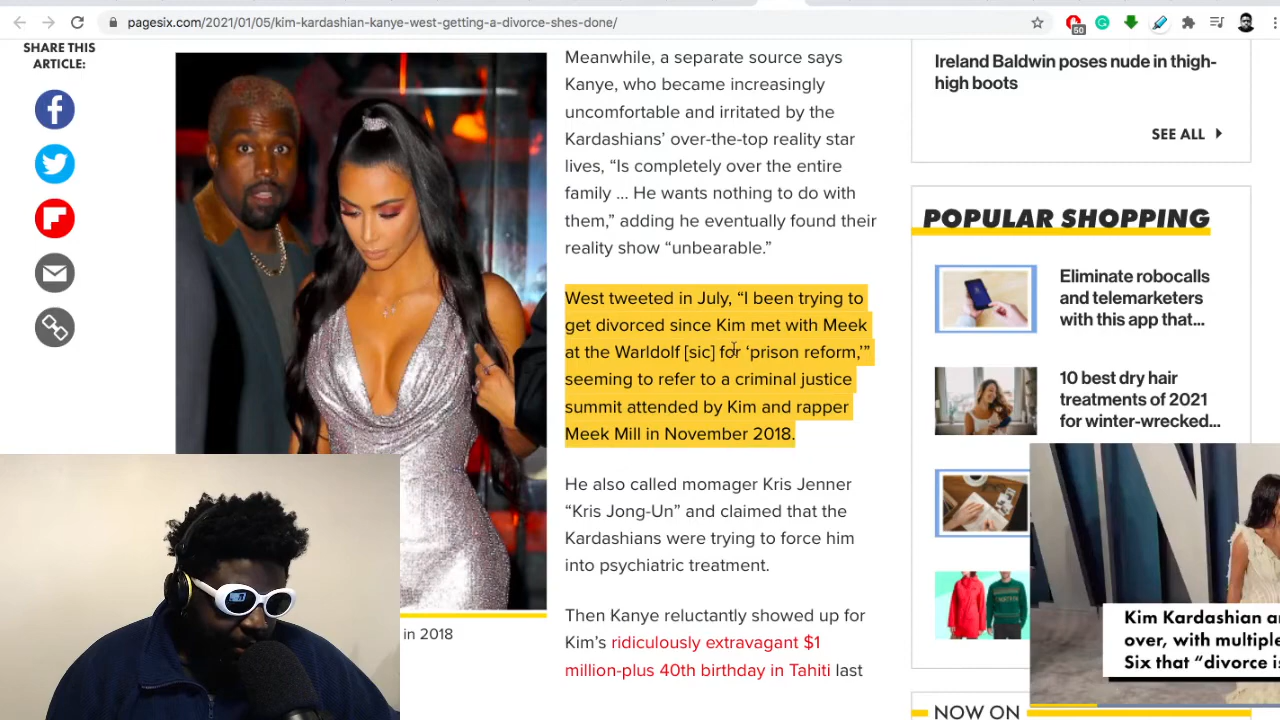 pagesix.com/2021/01/05/kim-kardashian-kanye-west-getting-a-divorce-shes-done/
50
SHARE THIS
ARTICLE:
in 2018
Meanwhile, a separate source says
Kanye, who became increasingly
uncomfortable and irritated by the
Kardashians’ over-the-top reality star
lives, “Is completely over the entire
family ... He wants nothing to do with
them,” adding he eventually found their
reality show “unbearable.”
West tweeted in July, “I been trying to
get divorced since Kim met with Meek
at the Warldolf [sic] for ‘prison reform,’”
seeming to refer to a criminal justice
summit attended by Kim and rapper
Meek Mill in November 2018.
He also called momager Kris Jenner
“Kris Jong-Un” and claimed that the
Kardashians were trying to force him
into psychiatric treatment.
Then Kanye reluctantly showed up for
Kim’s ridiculously extravagant $1
million-plus 40th birthday in Tahiti last
Ireland Baldwin poses nude in thigh-
high boots
SEE ALL
POPULAR SHOPPING
Eliminate robocalls
and telemarketers
with this app that...
10 best dry hair
treatments of 2021
for winter-wrecked...
Kim Kardashian a
over, with multiple
Six that “divorce is
NOW ON